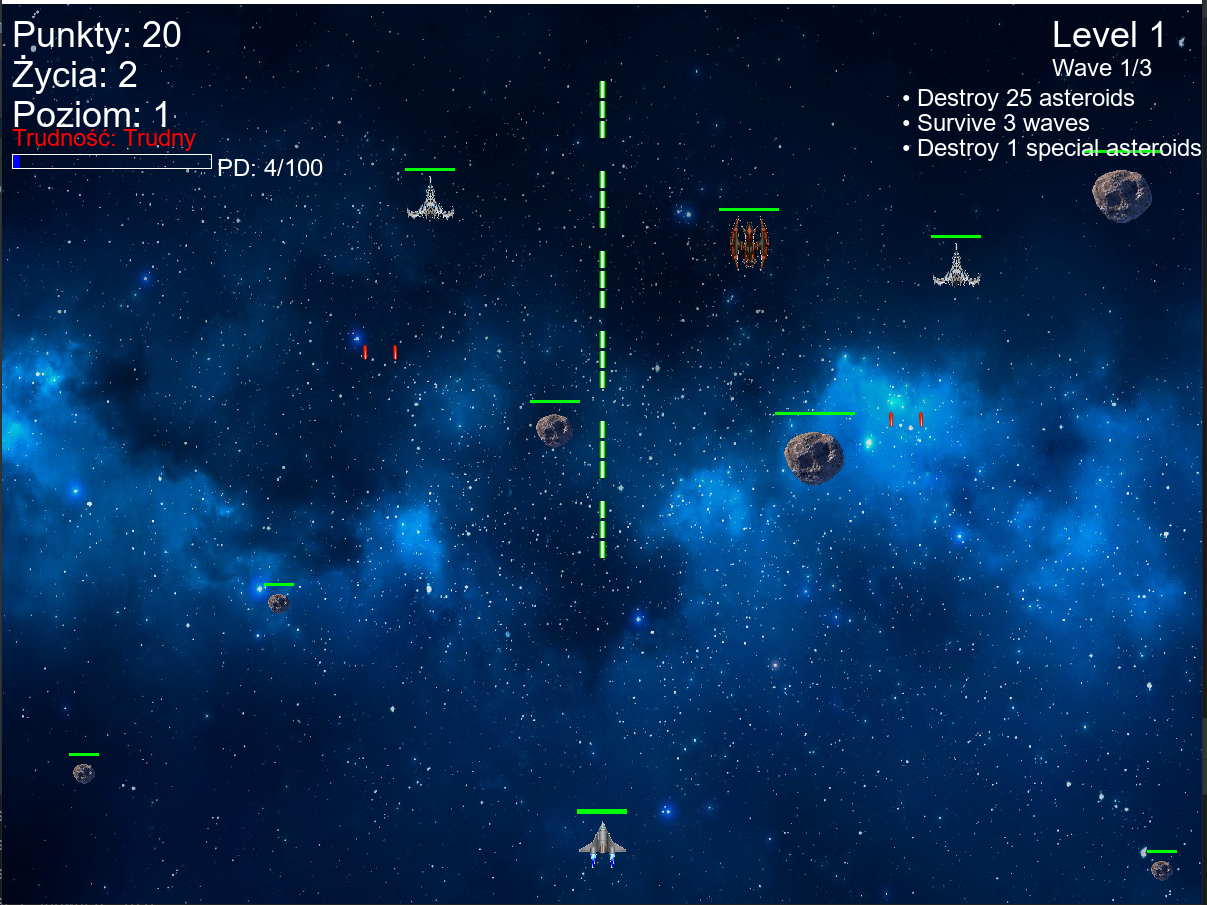 Punkty: 20
Życia: 2
Poziom: 1
Trudność: Trudny
PD: 4/100
Level 1
Wave 1/3
• Destroy 25 asteroids
• Survive 3 waves
• Destroy 1 special asteroids